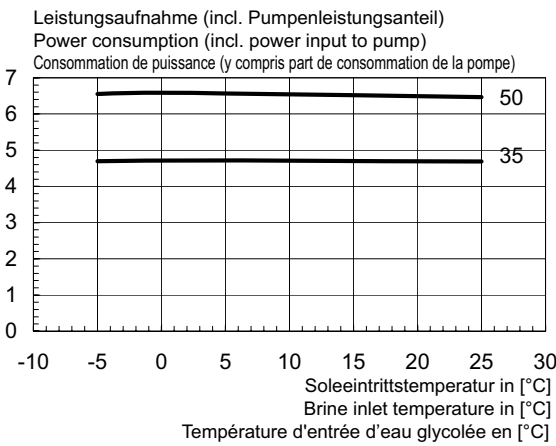 Leistungsaufnahme (incl. Pumpenleistungsanteil)
Power consumption (incl. power input to pump)
Consommation de puissance (y compris part de consommation de la pompe)
7
6
5
4
3
2
1
0
50
35
-10 -5 0 5 10 15 20 25 30
Soleeintrittstemperatur in [°C]
Brine inlet temperature in [°C]
Température d'entrée d’eau glycolée en [°C]